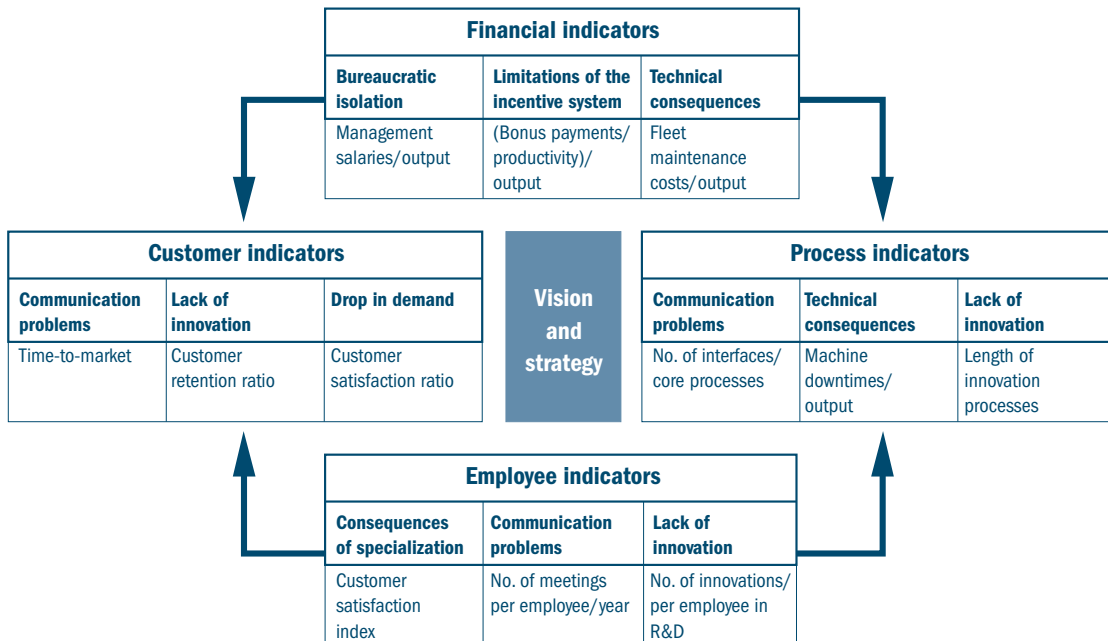 Financial indicators
Bureaucratic
isolation
Limitations of the
incentive system
Technical
consequences
Management
salaries/output
(Bonus payments/
productivity)/
output
Fleet
maintenance
costs/output
Customer indicators
Communication
problems
Lack of
innovation
Drop in demand
Time-to-market
Customer
retention ratio
Customer
satisfaction ratio
Vision
and
strategy
Process indicators
Communication
problems
Technical
consequences
Lack of
innovation
No. of interfaces/
core processes
Machine
downtimes/
output
Length of
innovation
processes
Employee indicators
Consequences
of specialization
Communication
problems
Lack of
innovation
Customer
satisfaction
index
No. of meetings
per employee/year
No. of innovations/
per employee in
R&D